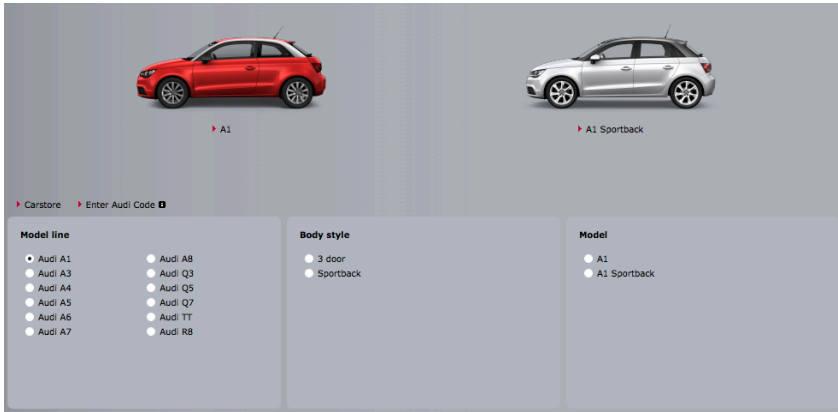 A1
A1 Sportback
Carstore
Enter Audi Code i
Model line
Audi A1
Audi A3
Audi A4
Audi A5
Audi A6
Audi A7
Audi A8
Audi Q3
Audi Q5
Audi Q7
Audi TT
Audi R8
Body style
3 door
Sportback
Model
A1
A1 Sportback